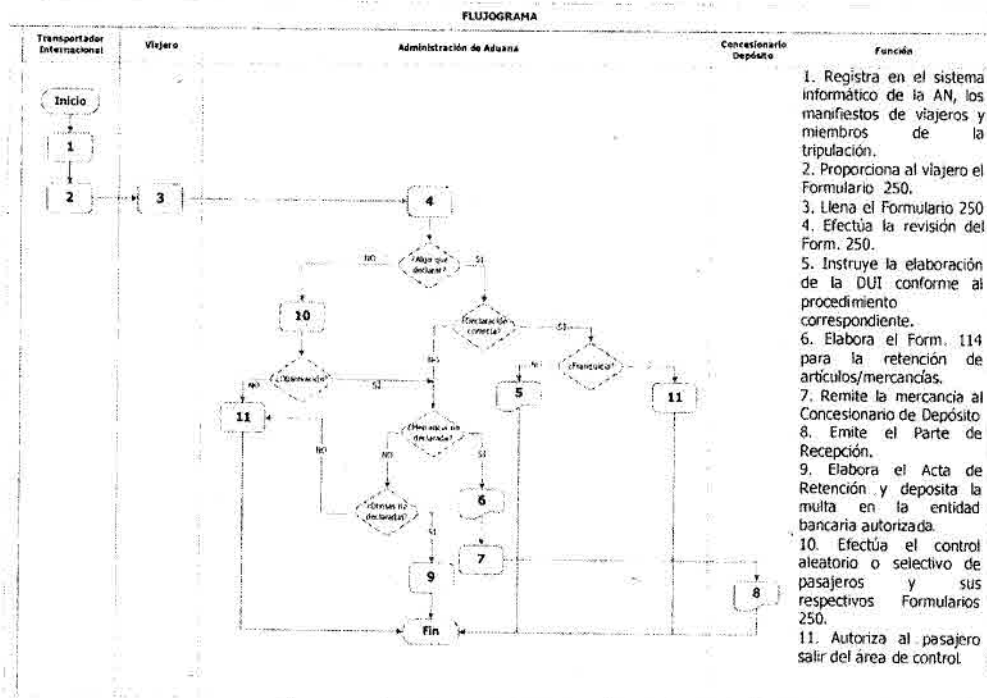 FLUJOGRAMA
Transportador
Internacional
Viajero
Administración de Aduana
Concesionario
Depósito
Función
Inicio
1
2
3
4
¿Algo que
declarar?
NO
SI
10
¿Declaración
correcta?
SI
NO
¿Observación?
NO
SI
¿Franquicia?
NO
SI
11
5
11
¿Mercancía no
declarada?
NO
SI
NO
6
¿Divisas no
declaradas?
SI
7
9
8
Fin
1. Registra en el sistema
informático de la AN, los
manifiestos de viajeros y
miembros de la
tripulación.
2. Proporciona al viajero el
Formulario 250.
3. Llena el Formulario 250
4. Efectúa la revisión del
Form. 250.
5. Instruye la elaboración
de la DUI conforme al
procedimiento
correspondiente.
6. Elabora el Form. 114
para la retención de
artículos/mercancías.
7. Remite la mercancía al
Concesionario de Depósito
8. Emite el Parte de
Recepción.
9. Elabora el Acta de
Retención y deposita la
multa en la entidad
bancaria autorizada.
10. Efectúa el control
aleatorio o selectivo de
pasajeros y sus
respectivos Formularios
250.
11. Autoriza al pasajero
salir del área de control.